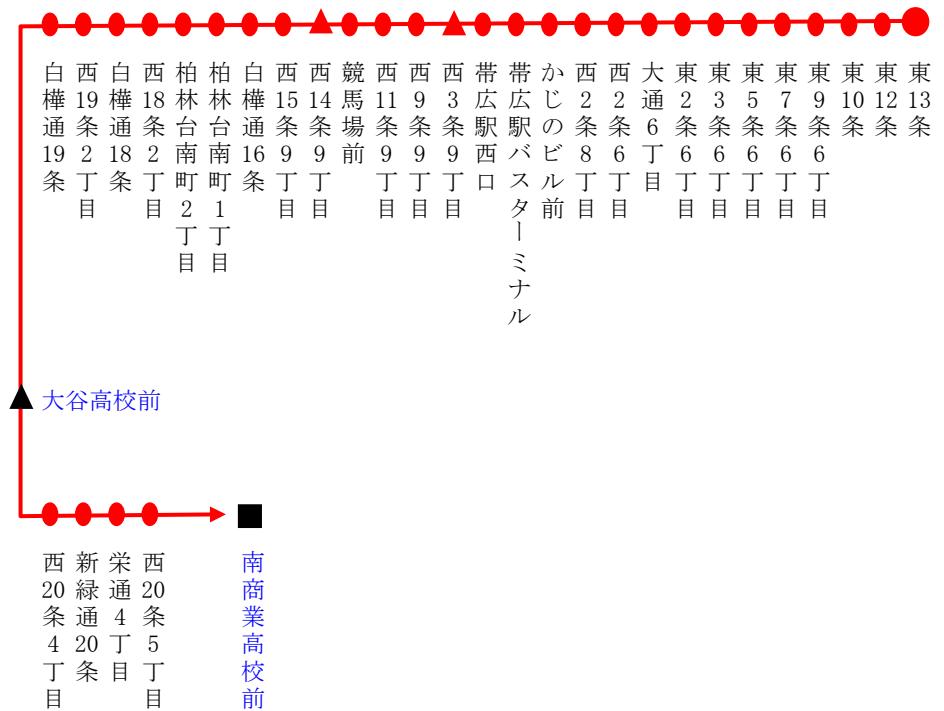 白樺通19条
西19条2丁目
白樺通18条
西18条2丁目
柏林台南町2丁目
柏林台南町1丁目
白樺通16条
西15条9丁目
西14条9丁目
競馬場前
西11条9丁目
西9条9丁目
西3条9丁目
帯広駅西口
帯広駅バスターミナル
かじのビル前
西2条8丁目
西2条6丁目
大通6丁目
東2条6丁目
東3条6丁目
東5条6丁目
東7条6丁目
東9条6丁目
東10条
東12条
東13条
大谷高校前
西20条4丁目
新緑通20条
栄通4丁目
西20条5丁目
南商業高校前